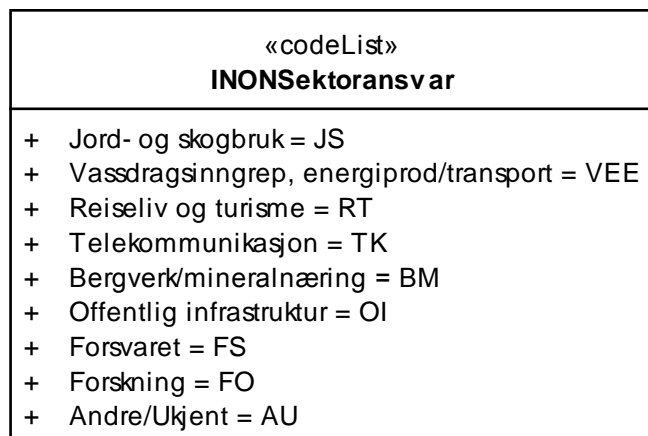 «codeList»
INONSektoransvar
+ Jord- og skogbruk = JS
+ Vassdragsinngrep, energiprod/transport = VEE
+ Reiseliv og turisme = RT
+ Telekommunikasjon = TK
+ Bergverk/mineralnæring = BM
+ Offentlig infrastruktur = OI
+ Forsvaret = FS
+ Forskning = FO
+ Andre/Ukjent = AU